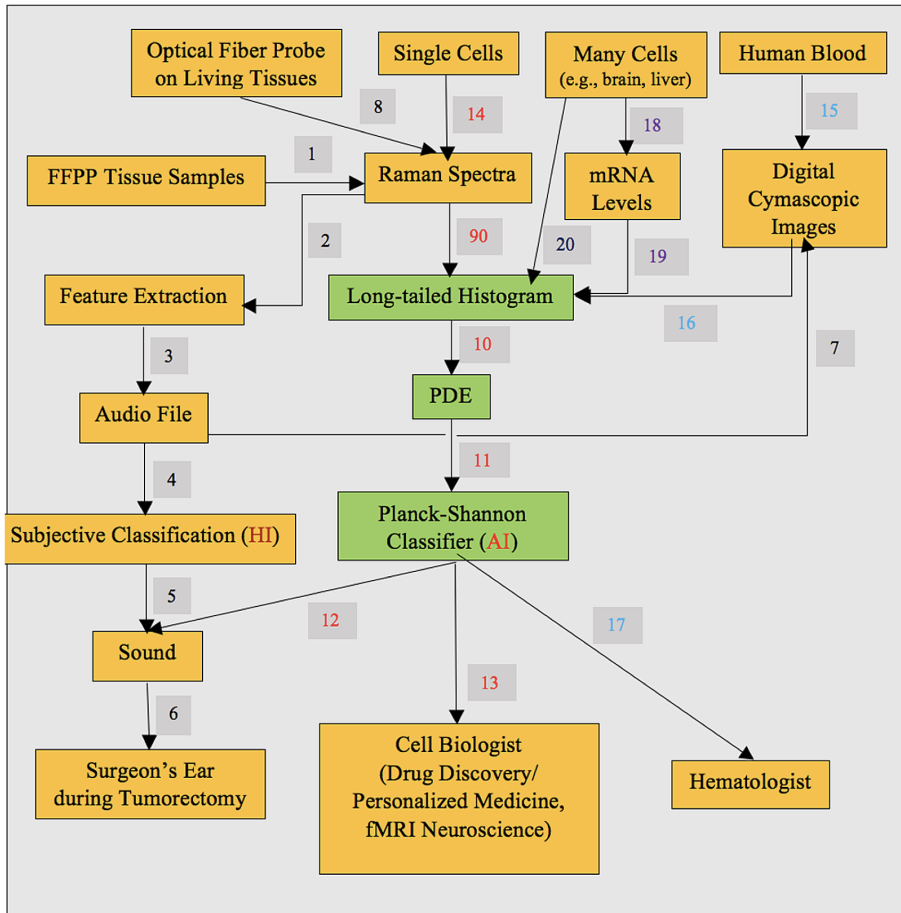 Optical Fiber Probe
on Living Tissues
Single Cells
Many Cells
(e.g., brain, liver)
Human Blood
8
14
18
15
1
FFPP Tissue Samples
Raman Spectra
mRNA
Levels
Digital
Cymascopic
Images
2
90
20
19
Feature Extraction
Long-tailed Histogram
16
3
10
7
PDE
Audio File
11
4
Subjective Classification (HI)
Planck-Shannon
Classifier (AI)
5
12
17
Sound
13
6
Surgeon's Ear
during Tumorectomy
Cell Biologist
(Drug Discovery/
Personalized Medicine,
fMRI Neuroscience)
Hematologist